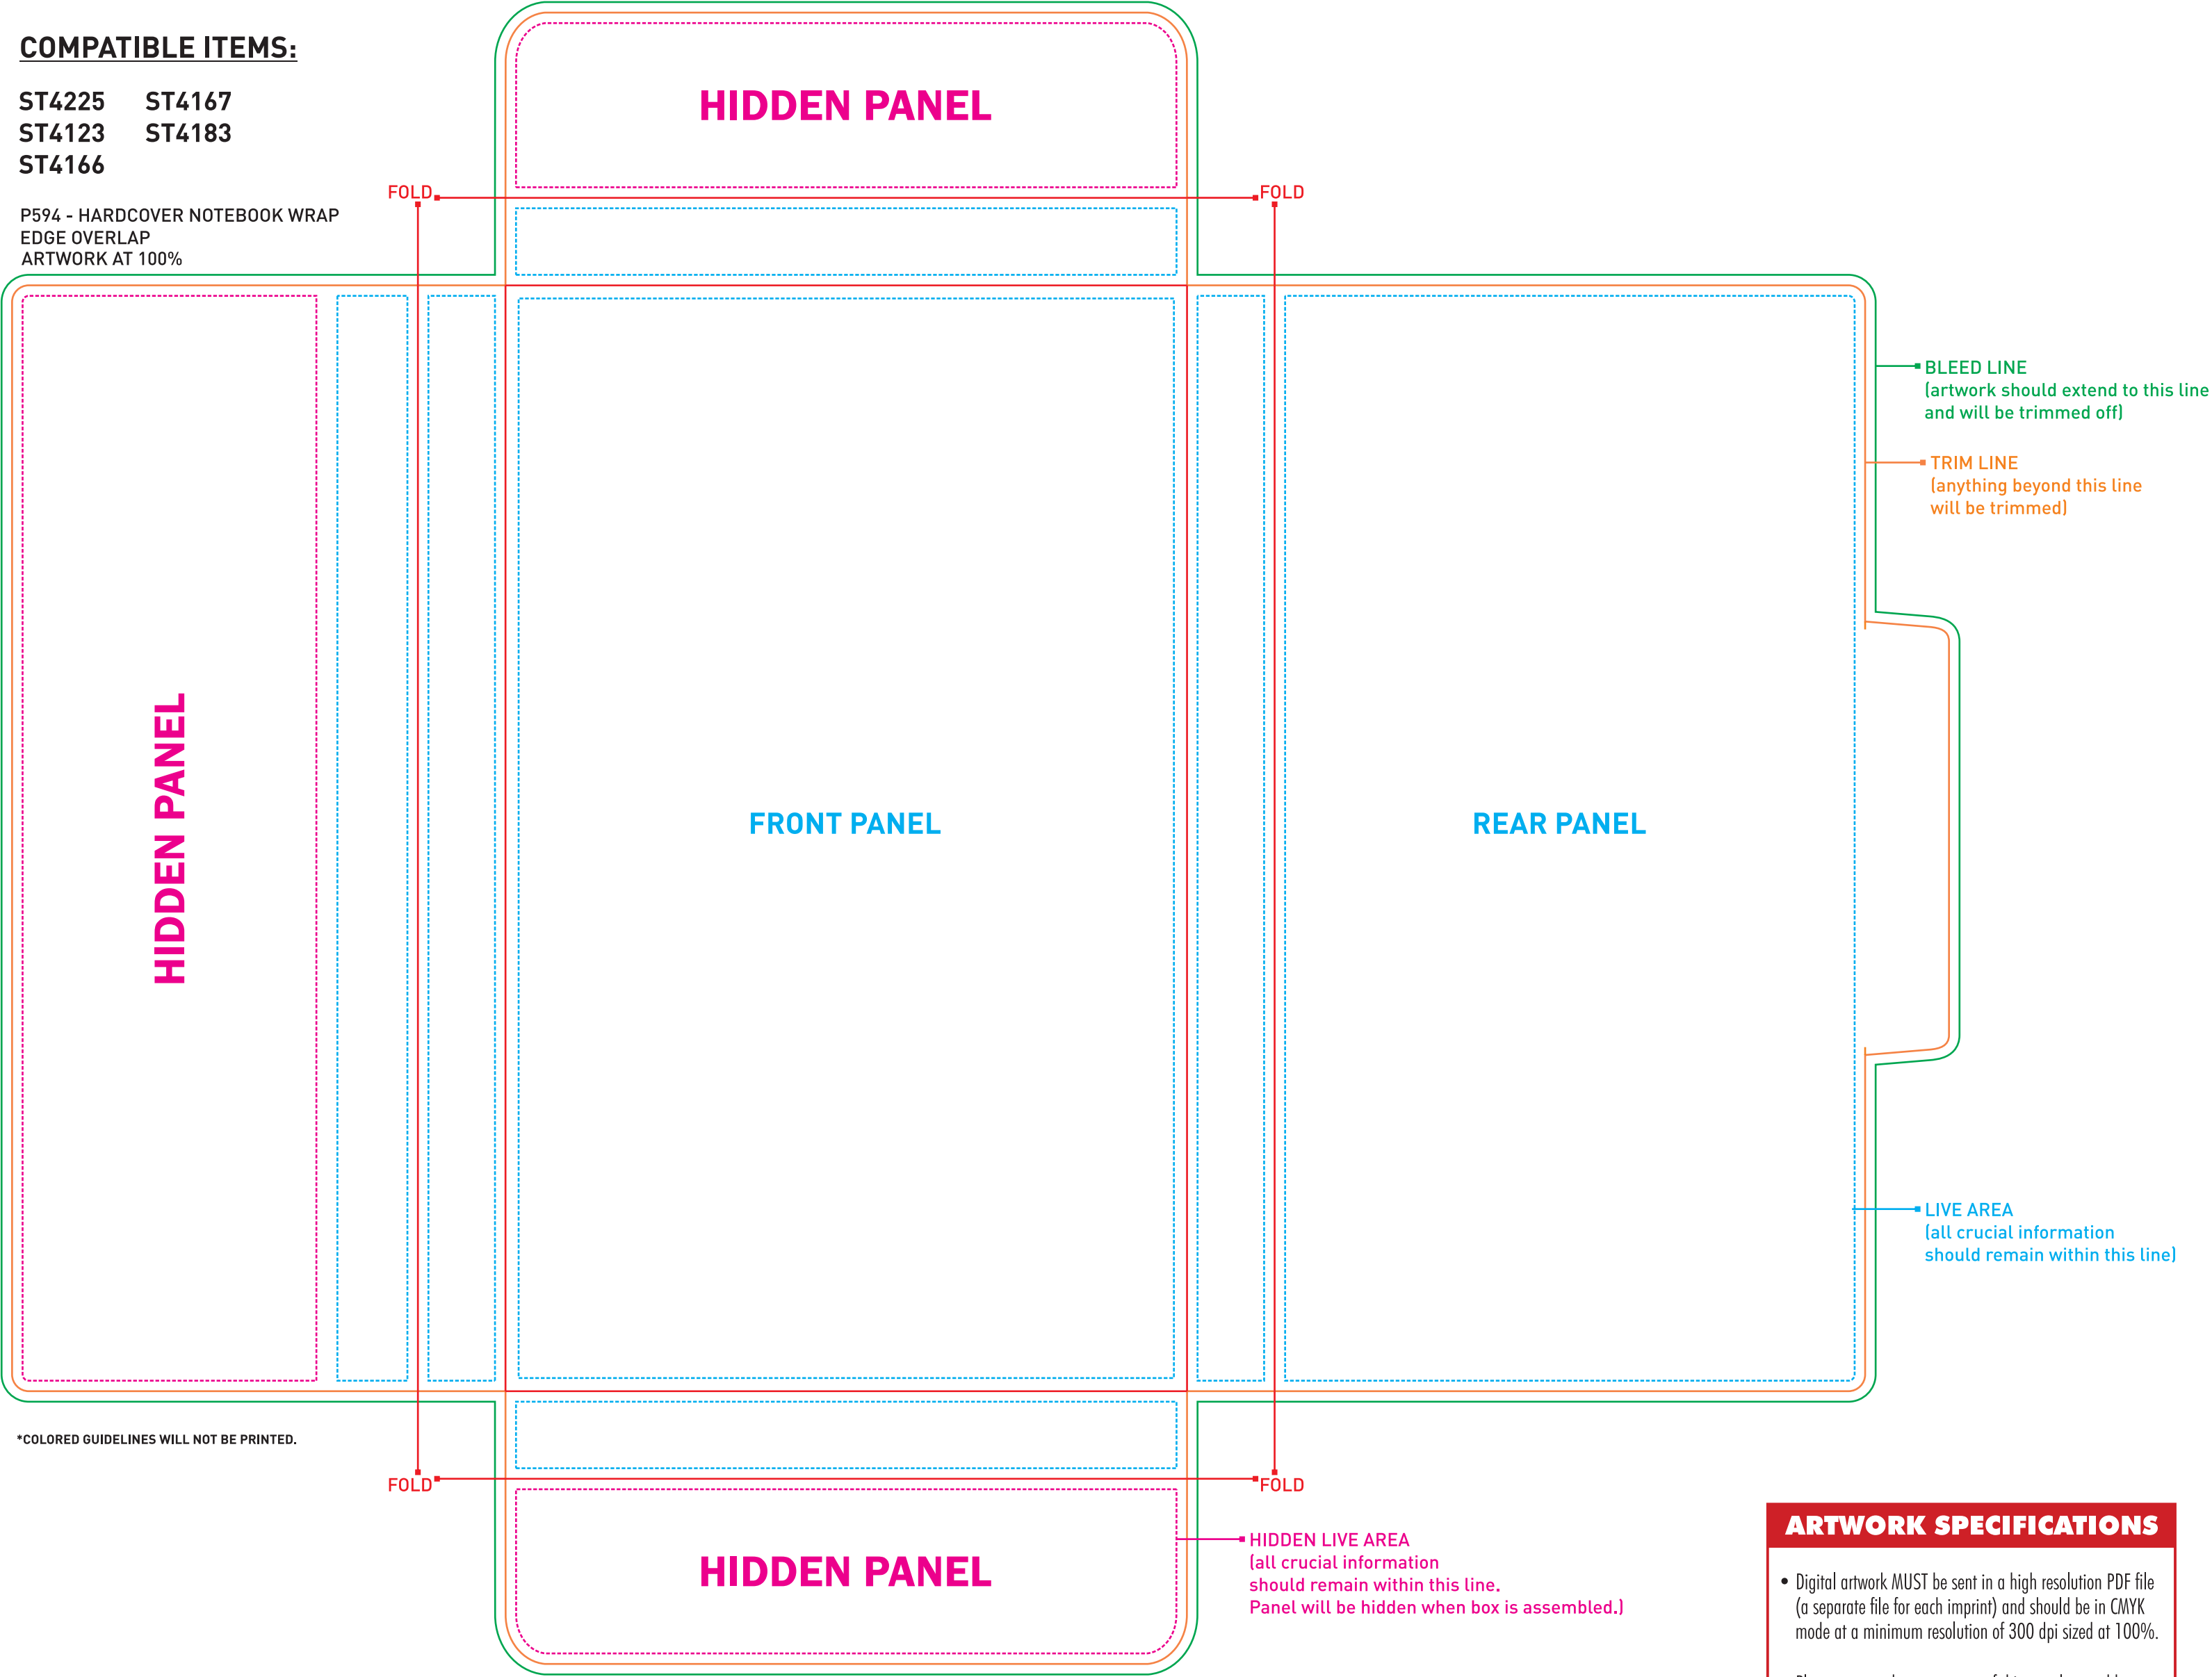 COMPATIBLE ITEMS:
ST4225 ST4167
ST4123 ST4183
ST4166
P594 - HARDCOVER NOTEBOOK WRAP
EDGE OVERLAP
ARTWORK AT 100%
HIDDEN PANEL
FOLD
FOLD
HIDDEN PANEL
FRONT PANEL
REAR PANEL
BLEED LINE
(artwork should extend to this line
and will be trimmed off)
TRIM LINE
(anything beyond this line
will be trimmed)
LIVE AREA
(all crucial information
should remain within this line)
*COLORED GUIDELINES WILL NOT BE PRINTED.
FOLD
FOLD
HIDDEN PANEL
HIDDEN LIVE AREA
(all crucial information
should remain within this line.
Panel will be hidden when box is assembled.)
ARTWORK SPECIFICATIONS
• Digital artwork MUST be sent in a high resolution PDF file
(a separate file for each imprint) and should be in CMYK
mode at a minimum resolution of 300 dpi sized at 100%.